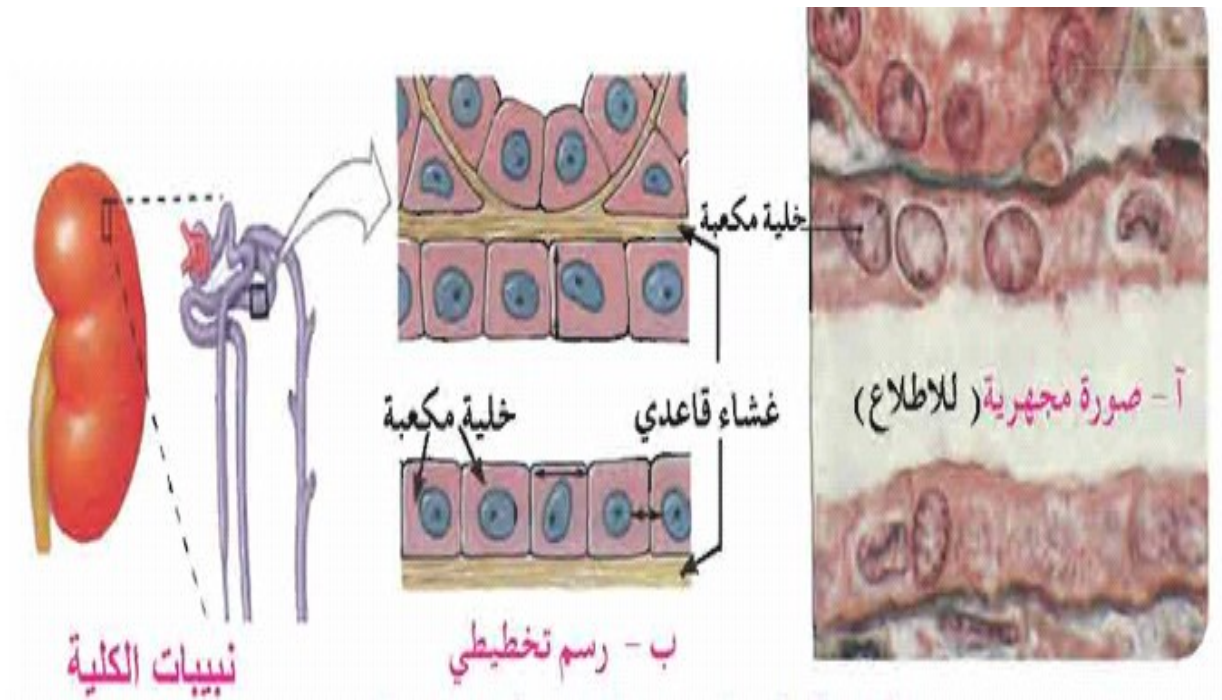 خلية مكعبة
آ - صورة مجهرية (للاطلاع)
خلية مكعبة
غشاء قاعدي
ب - رسم تخطيطي
نبيبات الكلية